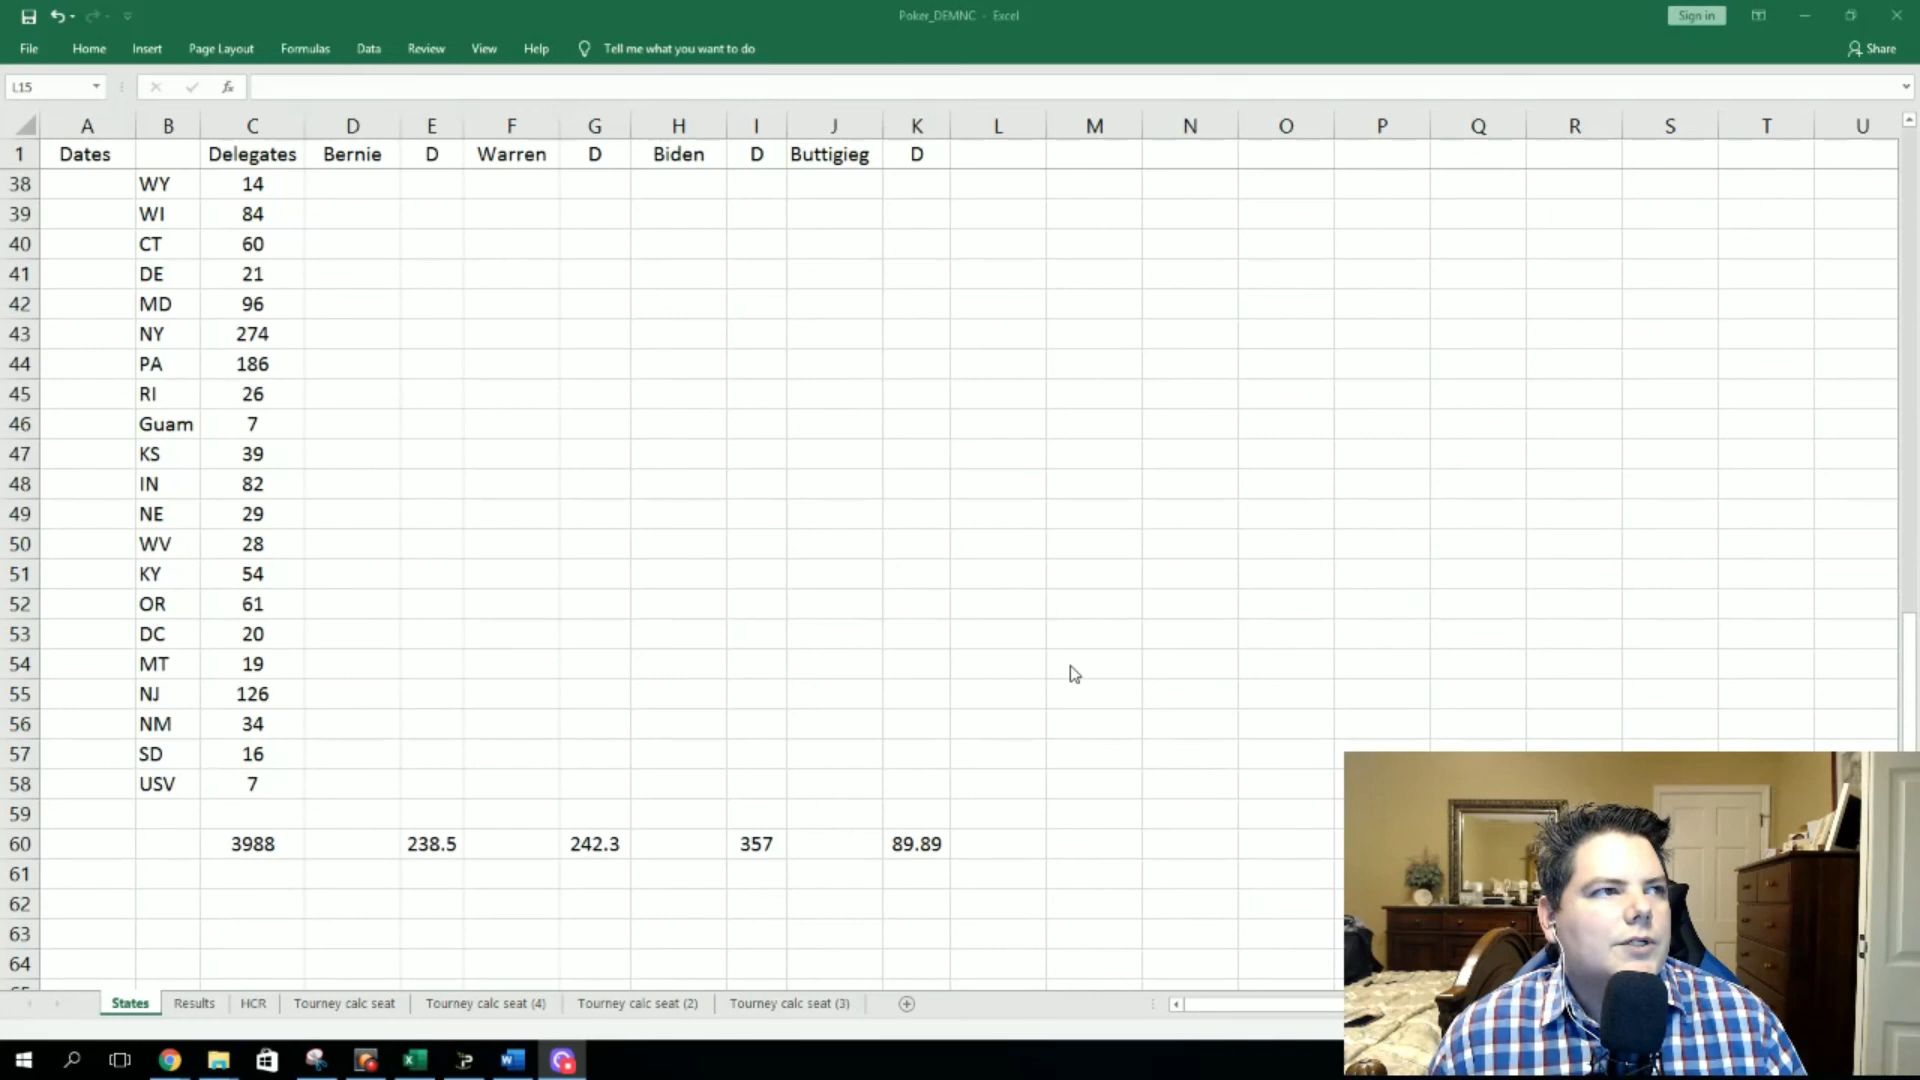 Poker_DEMNC - Excel
Sign in
File Home Insert Page Layout Formulas Data Review View Help Tell me what you want to do
Share
L15
fx
A B C D E F G H I J K L M N O P Q R S T U
1 Dates Delegates Bernie D Warren D Biden D Buttigieg D
38 WY 14
39 WI 84
40 CT 60
41 DE 21
42 MD 96
43 NY 274
44 PA 186
45 RI 26
46 Guam 7
47 KS 39
48 IN 82
49 NE 29
50 WV 28
51 KY 54
52 OR 61
53 DC 20
54 MT 19
55 NJ 126
56 NM 34
57 SD 16
58 USV 7
59
60 3988 238.5 242.3 357 89.89
61
62
63
64
States Results HCR Tourney calc seat Tourney calc seat (4) Tourney calc seat (2) Tourney calc seat (3)